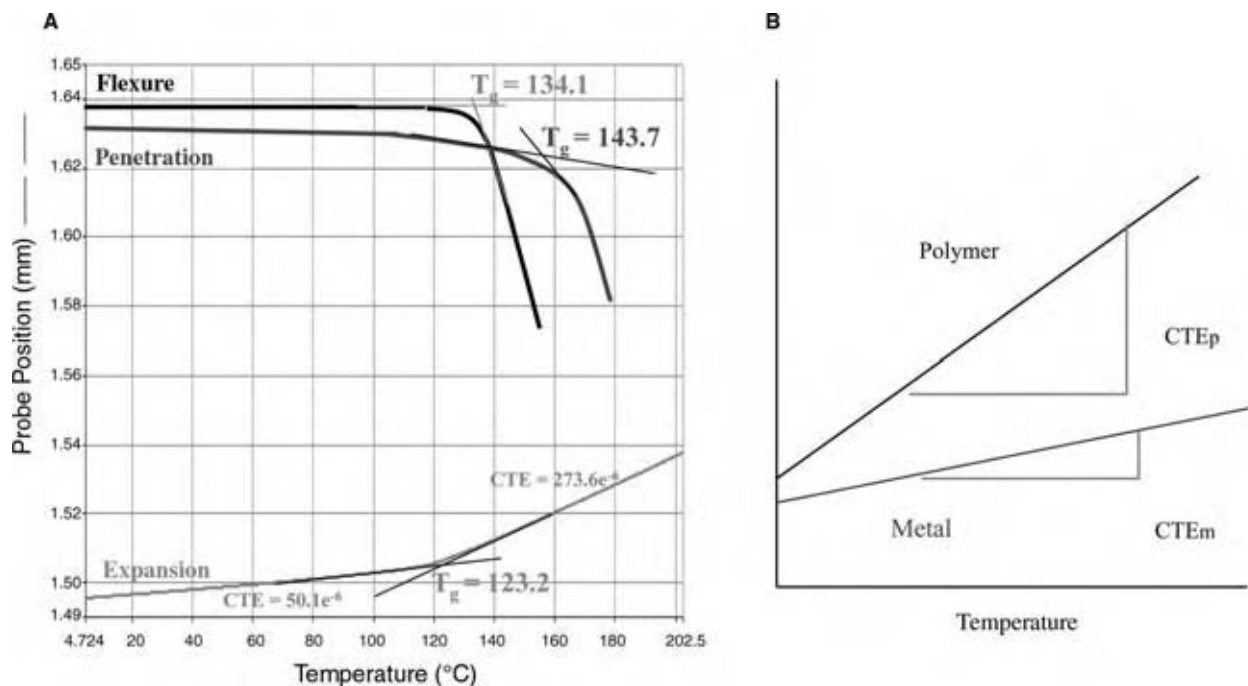 A
B
1.65
1.64
1.62
1.60
1.58
1.56
1.54
1.52
1.50
1.49
Probe Position (mm)
Flexure
Penetration
Expansion
Tg = 134.1
Tg = 143.7
CTE = 273.6e-6
Tg = 123.2
CTE = 50.1e-6
4.724 20 40 60 80 100 120 140 160 180 202.5
Temperature (°C)
Polymer
CTEp
Metal
CTEm
Temperature